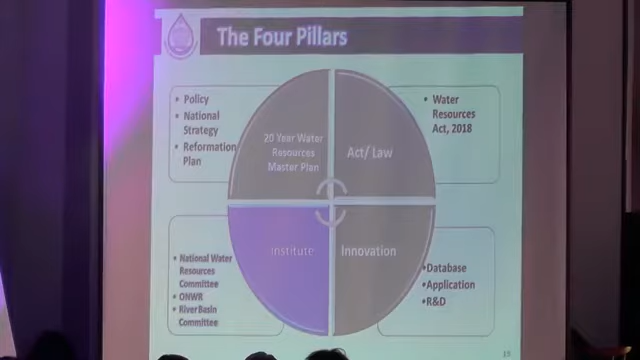 The Four Pillars
• Policy
• National
Strategy
• Reformation
Plan
20 Year Water
Resources
Master Plan
Act/ Law
• Water
Resources
Act, 2018
• National Water
Resources
Committee
• ONWR
• River Basin
Committee
Institute
Innovation
•Database
•Application
•R&D